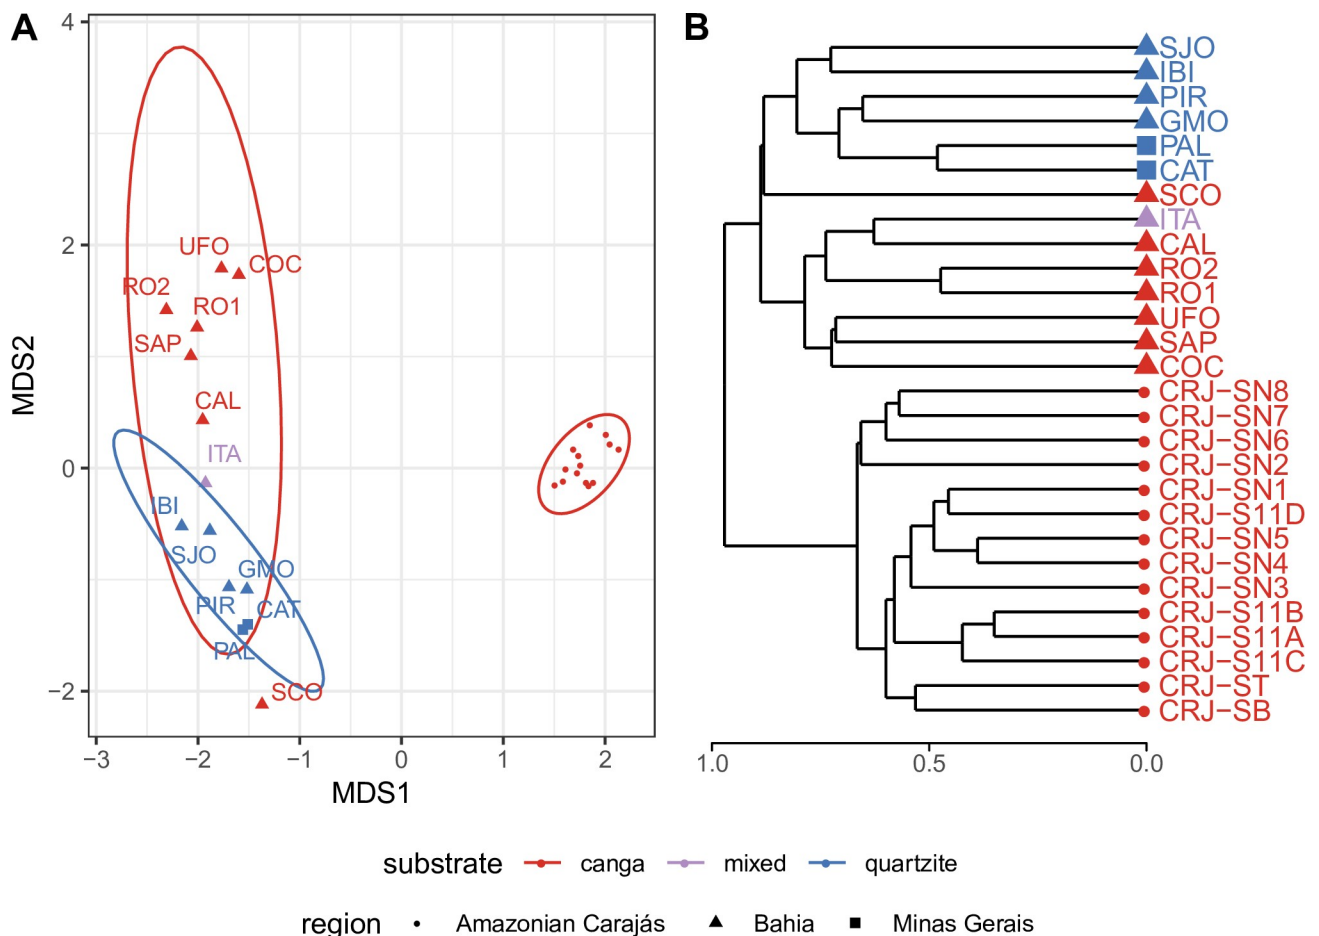 A
4
2
0
−2
MDS2
UFO
COC
RO2
RO1
SAP
CAL
ITA
IBI
SJO
GMO
PIR
CAT
PAL
SCO
−3 −2 −1 0 1 2
MDS1
B
SJO
IBI
PIR
GMO
PAL
CAT
SCO
ITA
CAL
RO2
RO1
UFO
SAP
COC
CRJ−SN8
CRJ−SN7
CRJ−SN6
CRJ−SN2
CRJ−SN1
CRJ−S11D
CRJ−SN5
CRJ−SN4
CRJ−SN3
CRJ−S11B
CRJ−S11A
CRJ−S11C
CRJ−ST
CRJ−SB
1.0 0.5 0.0
substrate canga mixed quartzite
region Amazonian Carajás Bahia Minas Gerais